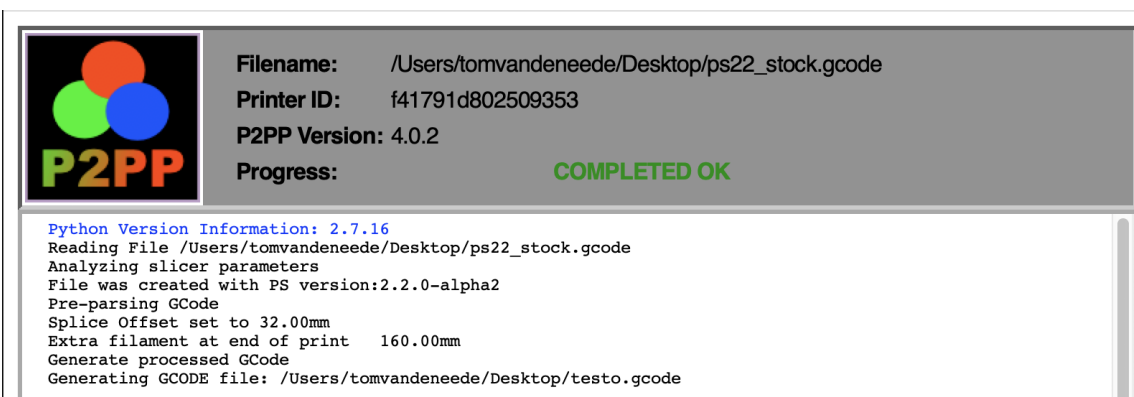 P2PP
Filename: /Users/tomvandeneede/Desktop/ps22_stock.gcode
Printer ID: f41791d802509353
P2PP Version: 4.0.2
Progress: COMPLETED OK
Python Version Information: 2.7.16
Reading File /Users/tomvandeneede/Desktop/ps22_stock.gcode
Analyzing slicer parameters
File was created with PS version:2.2.0-alpha2
Pre-parsing GCode
Splice Offset set to 32.00mm
Extra filament at end of print   160.00mm
Generate processed GCode
Generating GCODE file: /Users/tomvandeneede/Desktop/testo.gcode